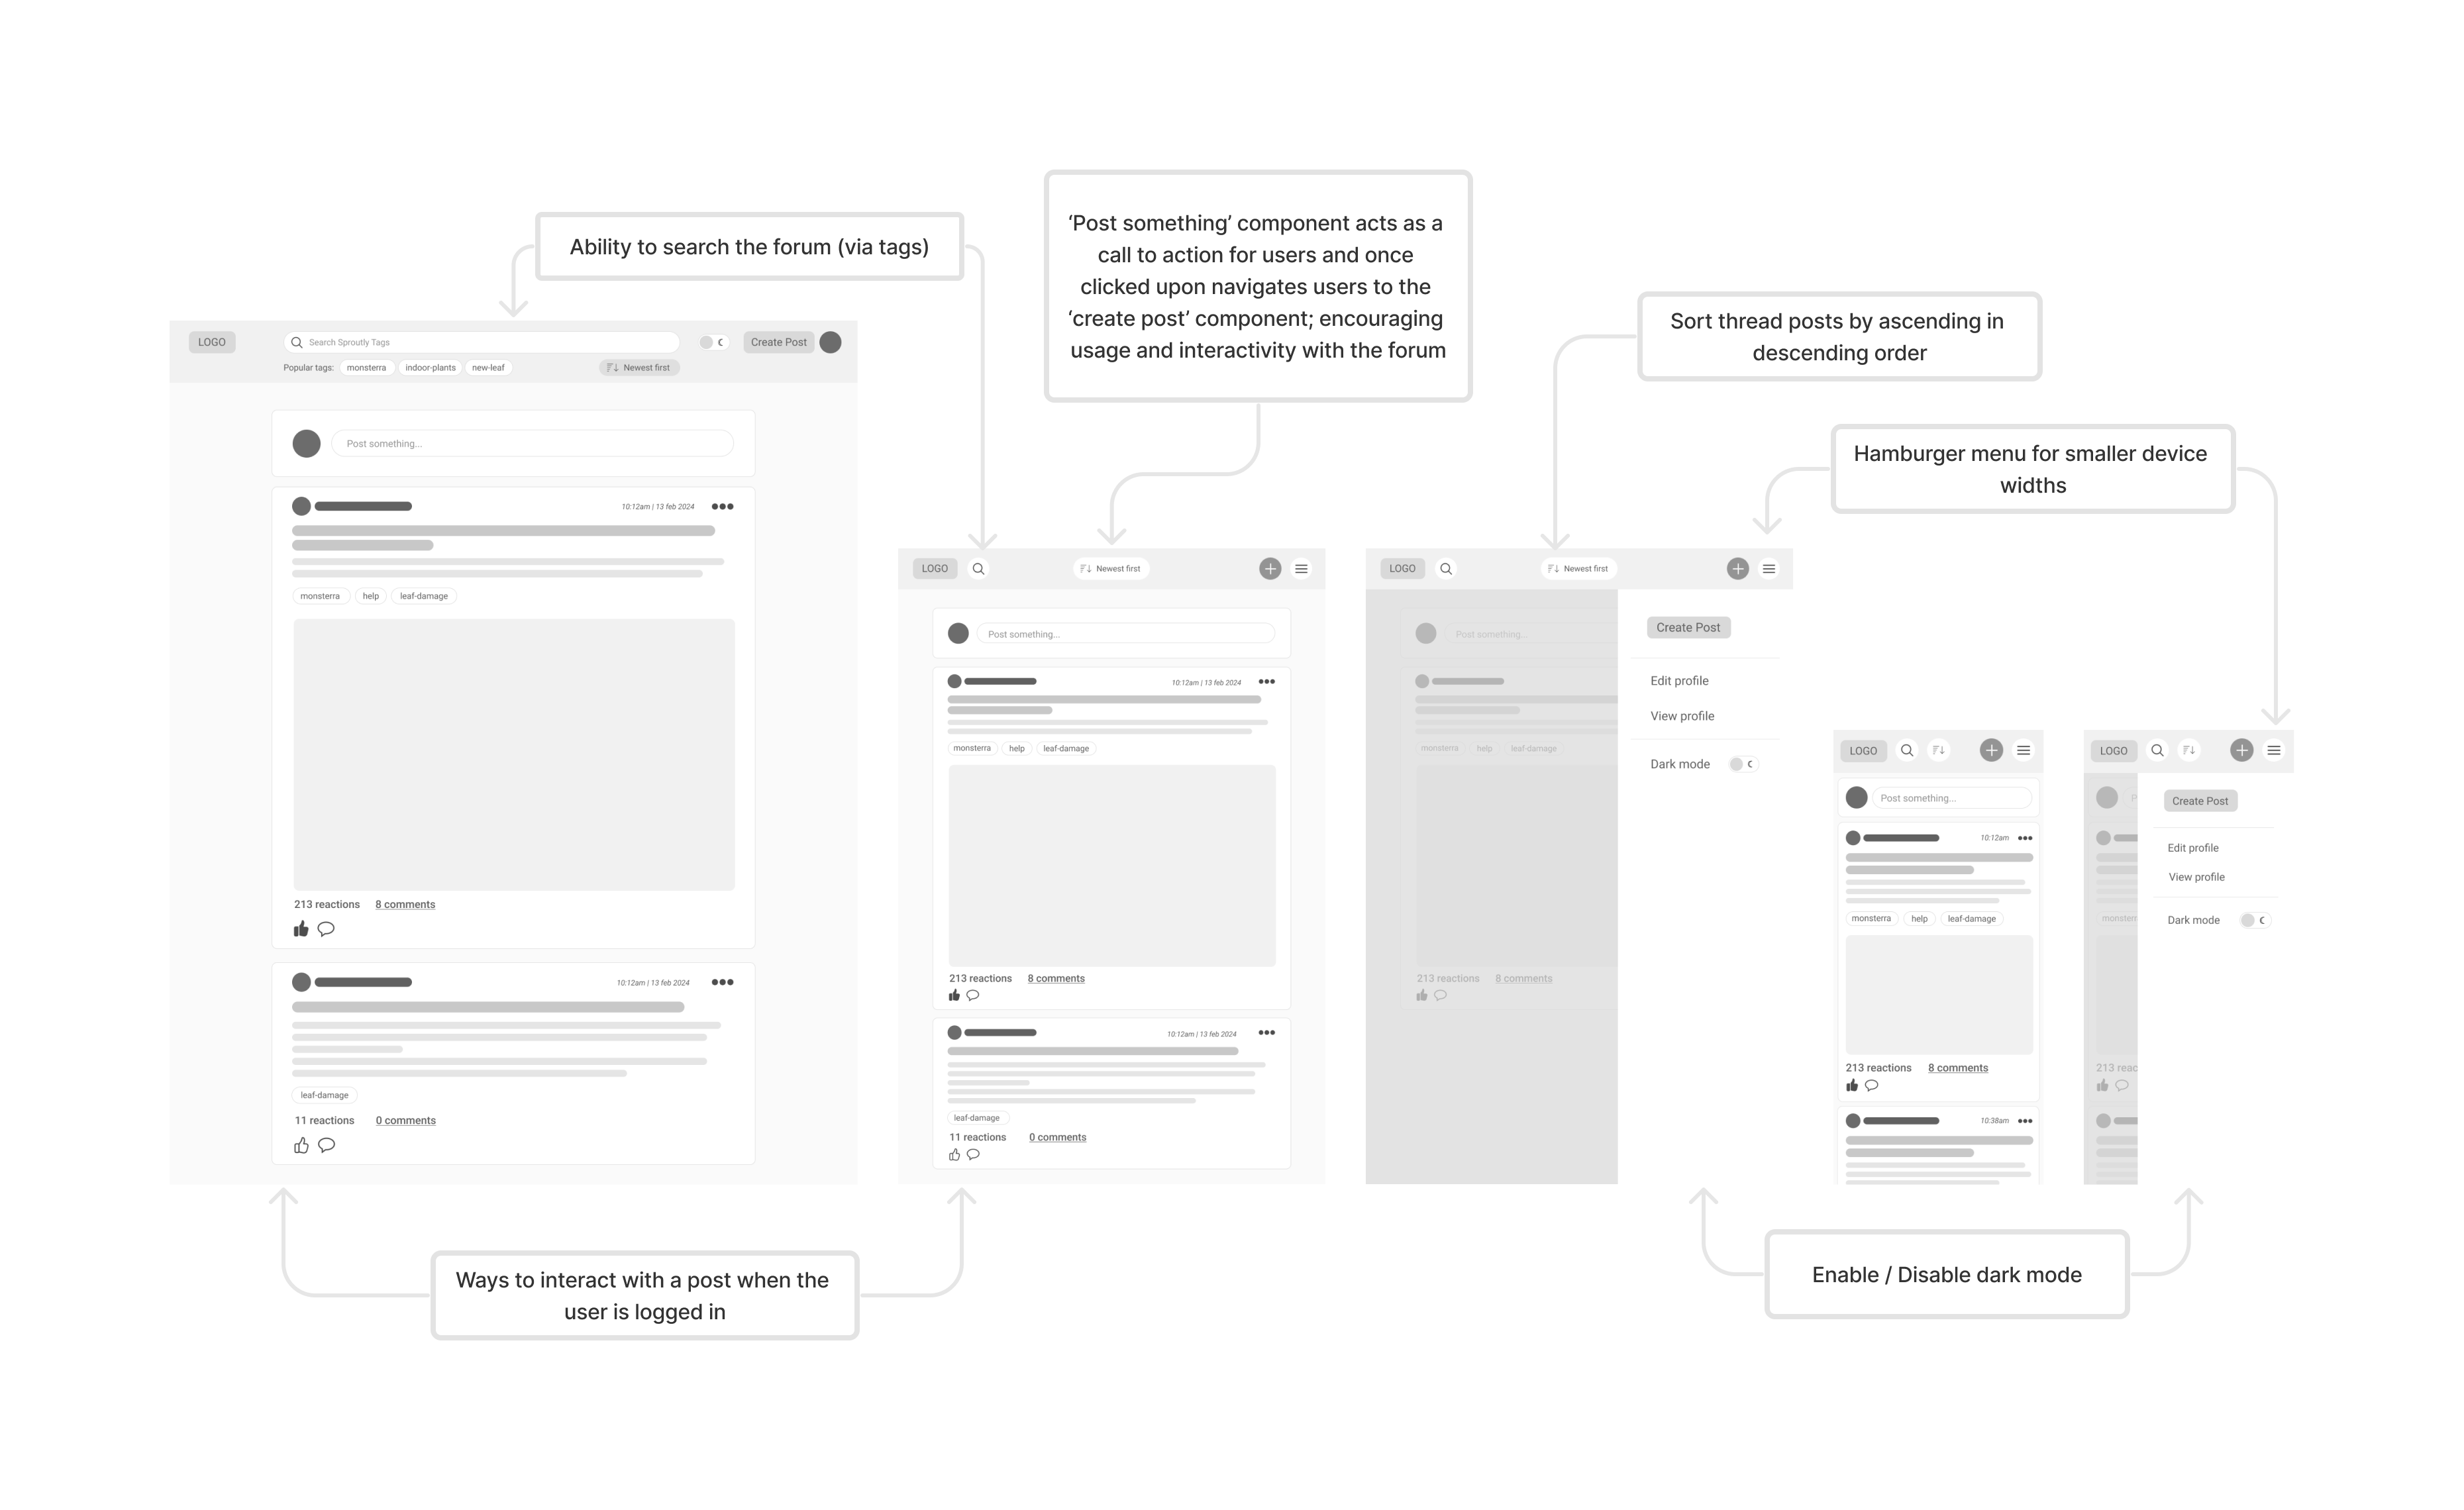 Ability to search the forum (via tags)
‘Post something’ component acts as a
call to action for users and once
clicked upon navigates users to the
‘create post’ component; encouraging
usage and interactivity with the forum
Sort thread posts by ascending in
descending order
Hamburger menu for smaller device
widths
LOGO
Search Sproutly Tags
Create Post
Popular tags: monsterra indoor-plants new-leaf
Newest first
Post something...
10:12am | 13 feb 2024
monsterra help leaf-damage
213 reactions 8 comments
10:12am | 13 feb 2024
leaf-damage
11 reactions 0 comments
LOGO Newest first
Post something...
10:12am | 13 feb 2024
monsterra help leaf-damage
213 reactions 8 comments
10:12am | 13 feb 2024
leaf-damage
11 reactions 0 comments
LOGO Newest first
Post something...
monsterra help leaf-damage
213 reactions 8 comments
Create Post
Edit profile
View profile
Dark mode
LOGO
Post something...
10:12am
monsterra help leaf-damage
213 reactions 8 comments
10:38am
LOGO
P
monsterr
213 reac
Create Post
Edit profile
View profile
Dark mode
Ways to interact with a post when the
user is logged in
Enable / Disable dark mode